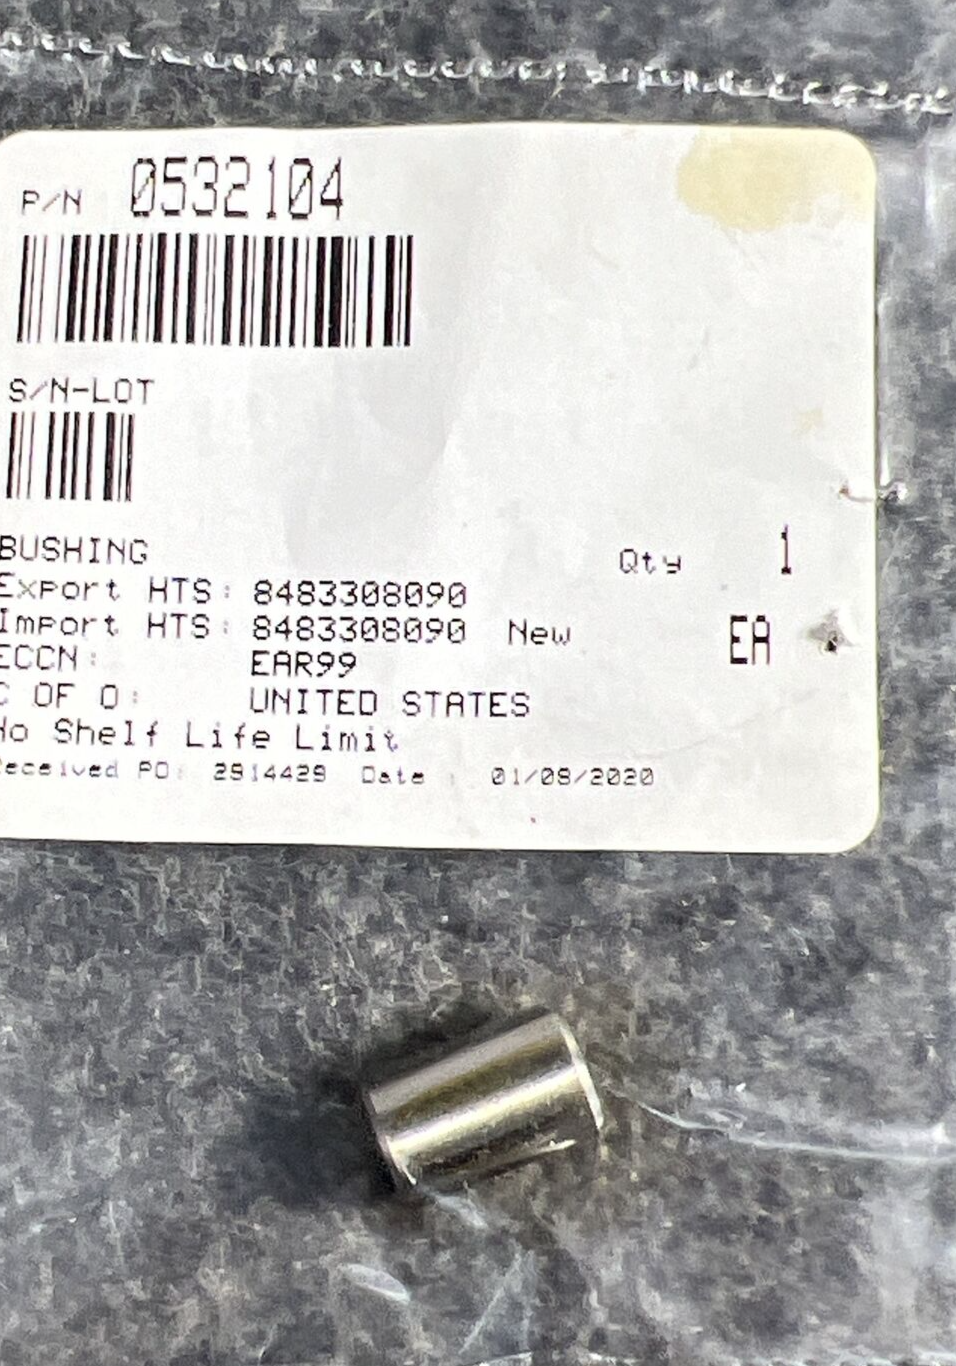 P/N 0532104
S/N-LOT
BUSHING
Qty 1
Export HTS: 8483308090
Import HTS: 8483308090 New
EA
ECCN: EAR99
C OF O: UNITED STATES
No Shelf Life Limit
Received PO: 2914429 Date : 01/09/2020